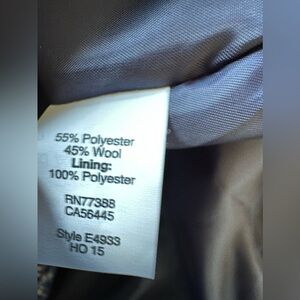 55% Polyester
45% Wool
Lining:
100% Polyester
RN77388
CA56445
Style E4933
HO 15